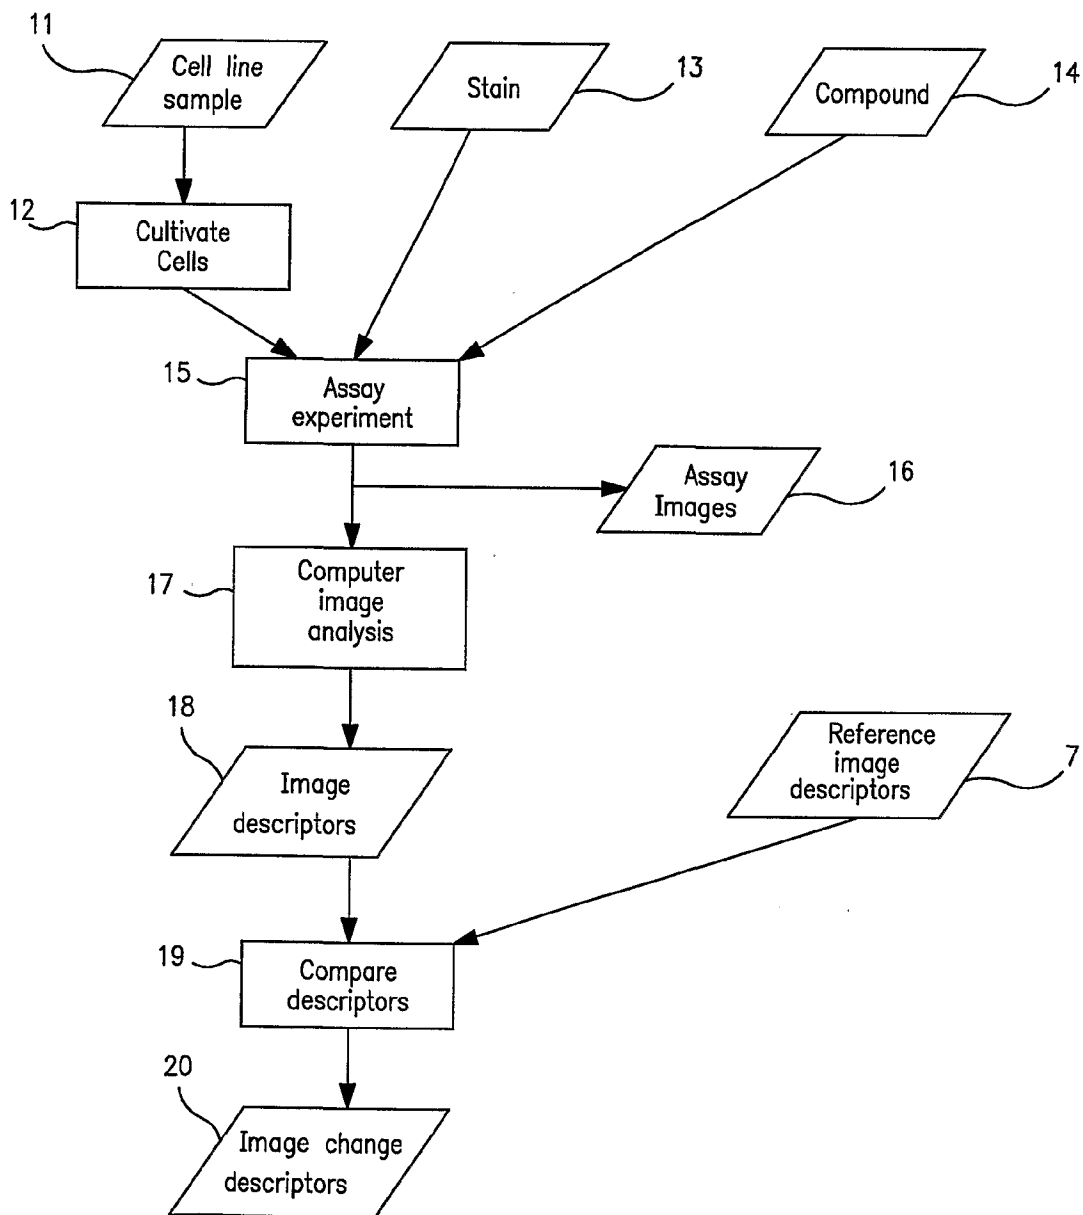 11
Cell line
sample
Stain
13
Compound
14
12
Cultivate
Cells
15
Assay
experiment
Assay
Images
16
17
Computer
image
analysis
18
Image
descriptors
Reference
image
descriptors
7
19
Compare
descriptors
20
Image change
descriptors